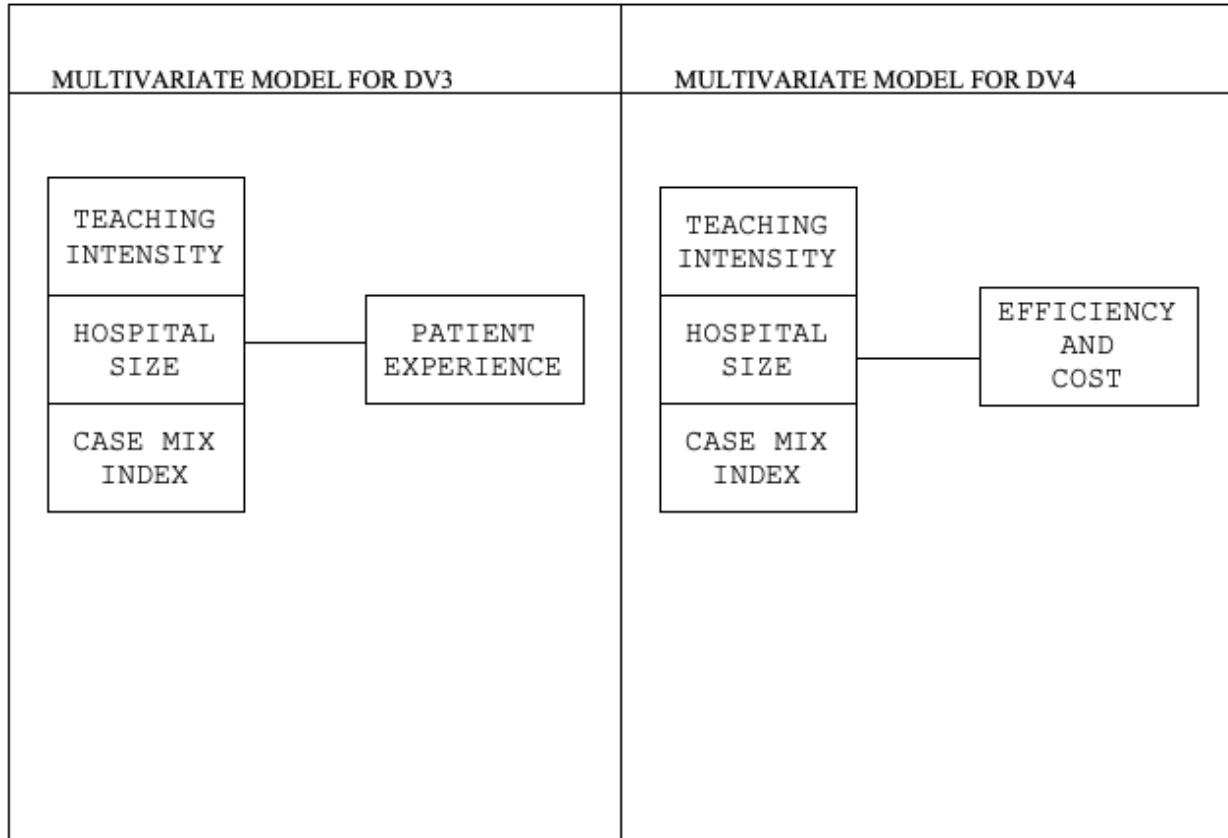 MULTIVARIATE MODEL FOR DV3
TEACHING
INTENSITY
HOSPITAL
SIZE
CASE MIX
INDEX
PATIENT
EXPERIENCE
MULTIVARIATE MODEL FOR DV4
TEACHING
INTENSITY
HOSPITAL
SIZE
CASE MIX
INDEX
EFFICIENCY
AND
COST